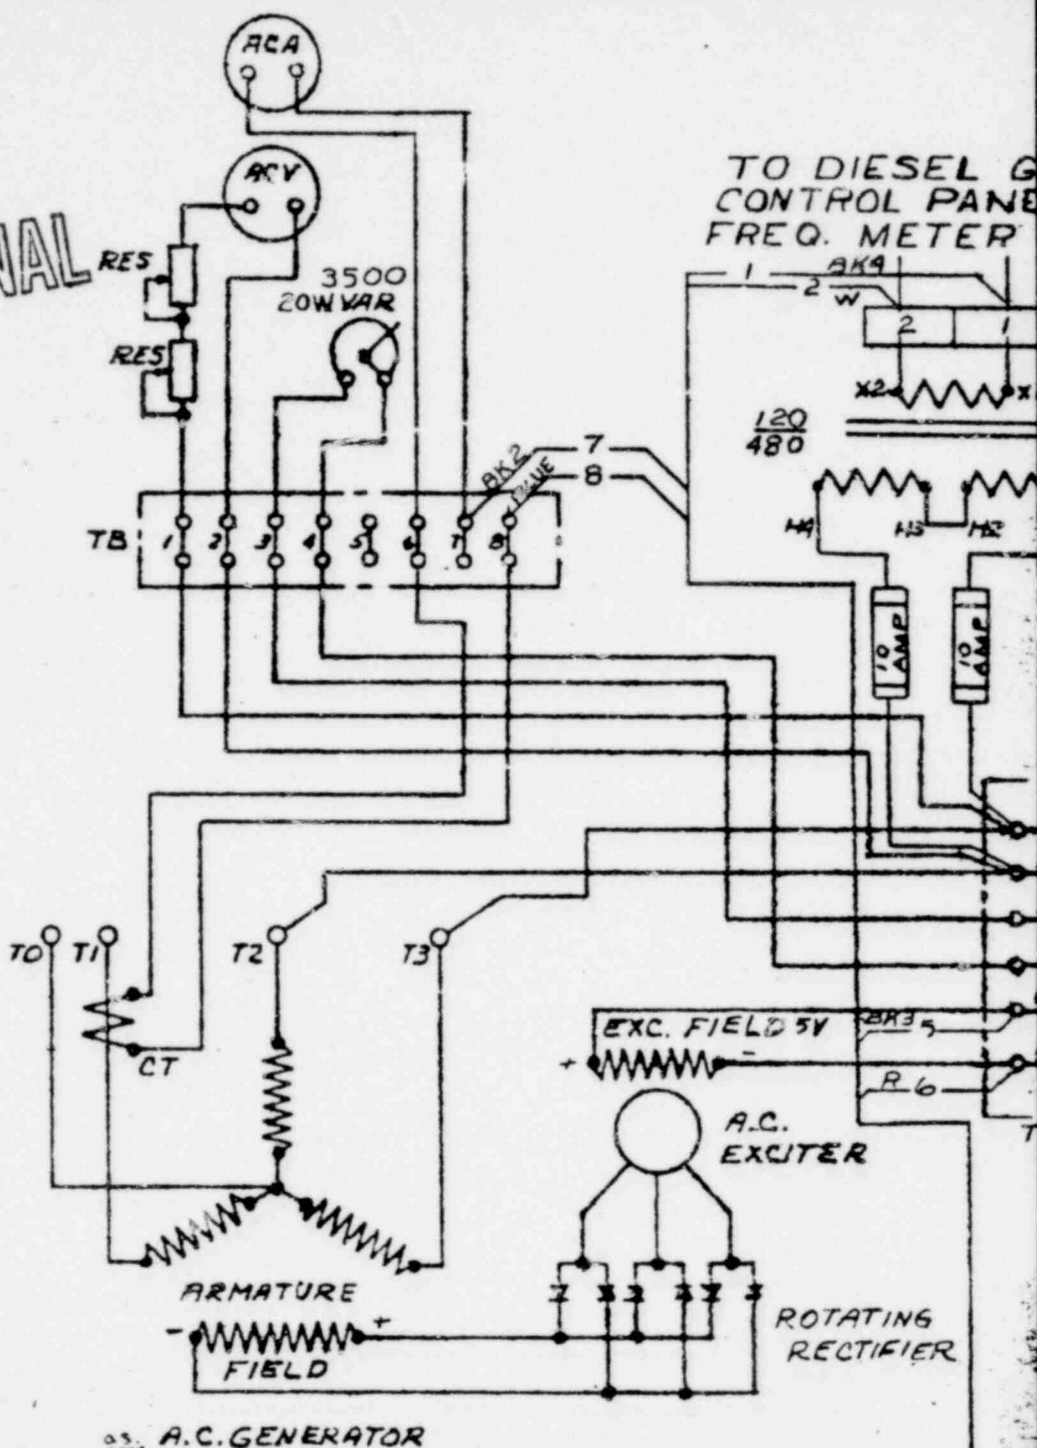 ACA
ACV
TO DIESEL G
CONTROL PANE
FREQ. METER
NAL
RES
3500
20W VAR
1 BK4
2 W
2 1
RES
X2 X
120
480
BK2 7
BLUE 8
H4 H3 H2
TB 1 2 3 4 5 6 7 8
10 AMP
10 AMP
T0 T1 T2 T3
CT
EXC. FIELD 5V
BK3 5
+ -
R 6
A.C.
EXCITER
T
ARMATURE
- +
FIELD
ROTATING
RECTIFIER
A.C. GENERATOR